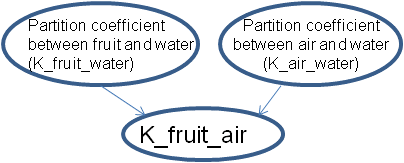 Partition coefficient
between fruit and water
(K_fruit_water)
Partition coefficient
between air and water
(K_air_water)
K_fruit_air